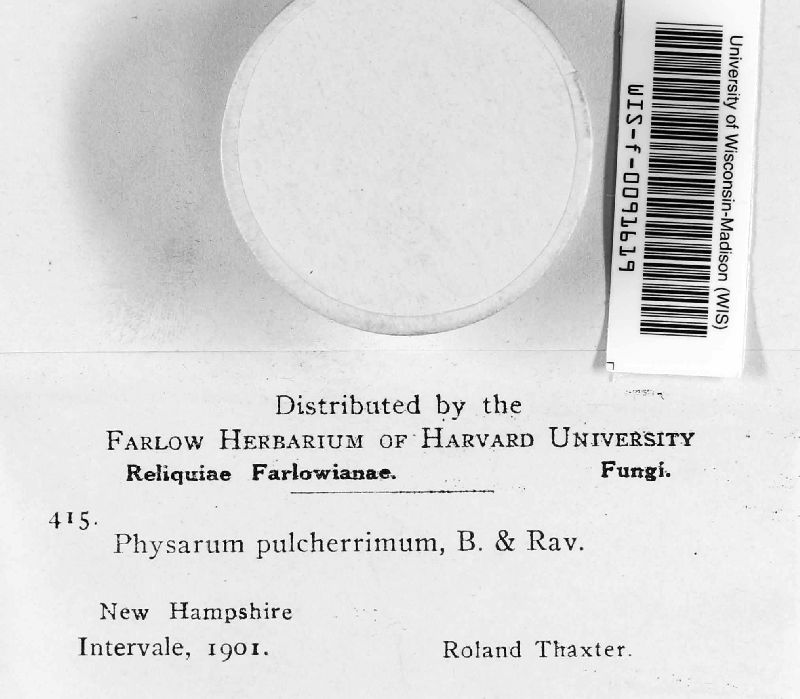 University of Wisconsin-Madison (WIS)
WIS-f-0091619
Distributed by the
FARLOW HERBARIUM OF HARVARD UNIVERSITY
Reliquiae Farlowianae. Fungi.
415.
Physarum pulcherrimum, B. & Rav.
New Hampshire
Intervale, 1901. Roland Thaxter.